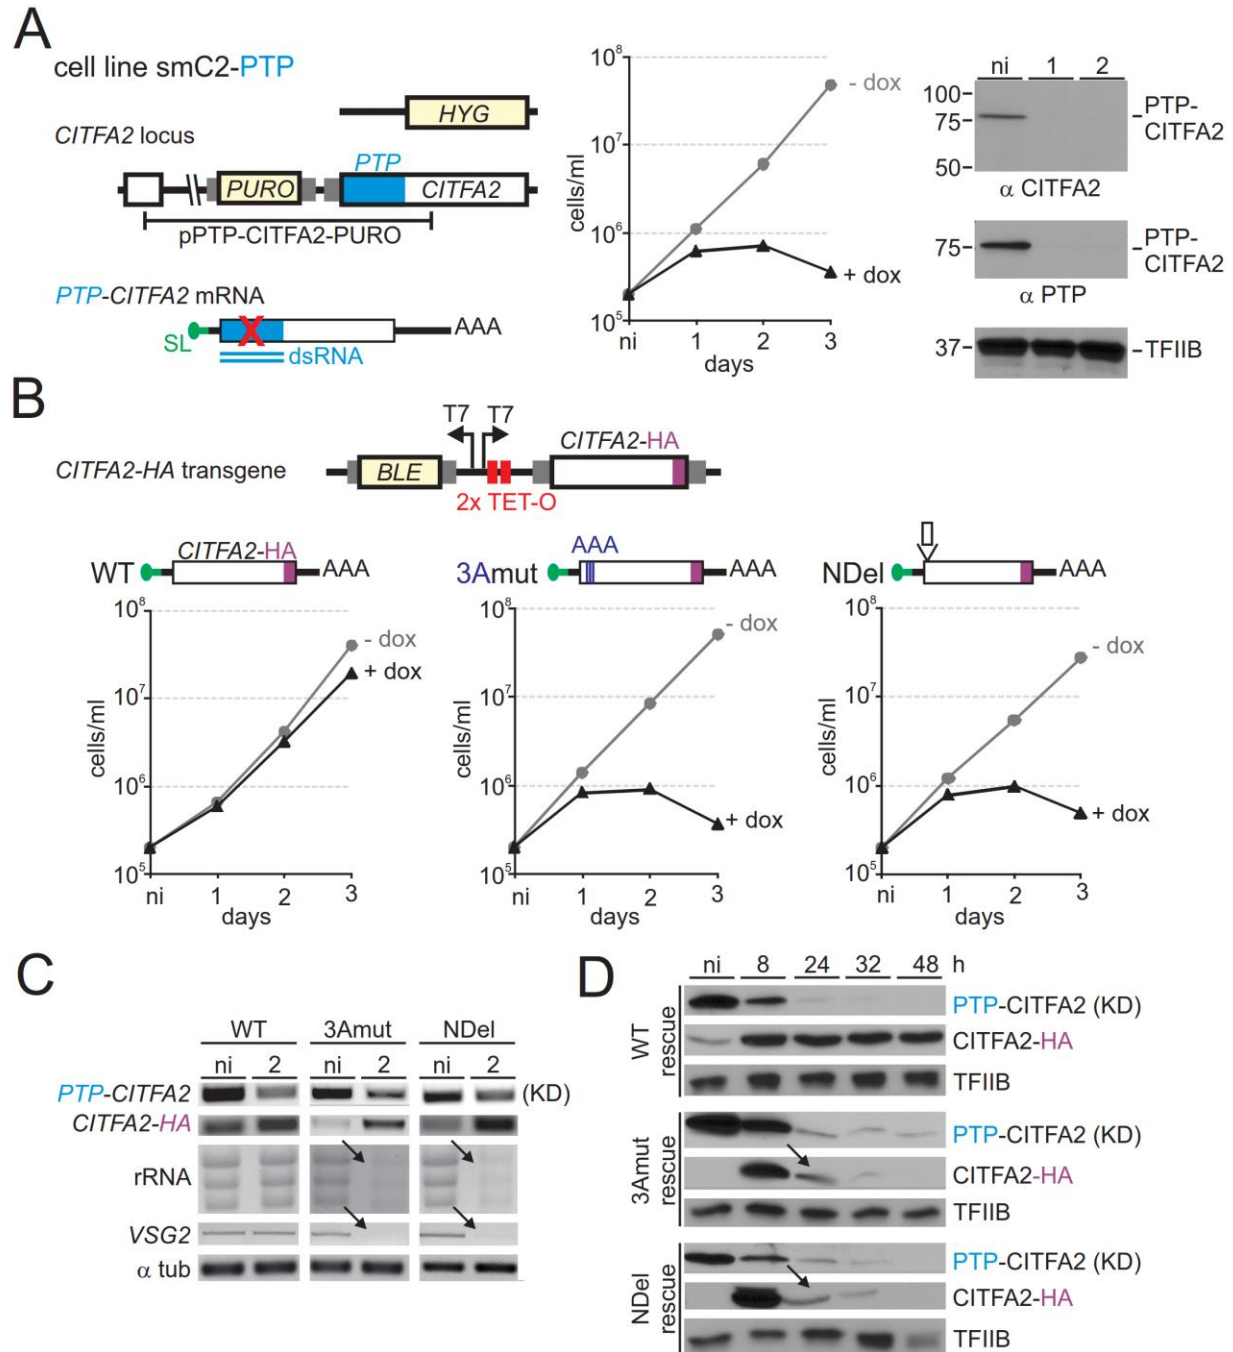 A
cell line smC2-PTP
HYG
CITFA2 locus
PTP
PURO
CITFA2
pPTP-CITFA2-PURO
PTP-CITFA2 mRNA
SL
X
AAA
dsRNA
10⁸
10⁷
10⁶
10⁵
cells/ml
- dox
+ dox
ni 1 2 3
days
ni 1 2
100
75
50
PTP-
CITFA2
α CITFA2
75
PTP-
CITFA2
α PTP
37
TFIIB
B
T7 T7
CITFA2-HA transgene
BLE
CITFA2-HA
2x TET-O
WT
CITFA2-HA
AAA
10⁸
10⁷
10⁶
10⁵
cells/ml
- dox
+ dox
ni 1 2 3
days
3Amut
AAA
AAA
10⁸
10⁷
10⁶
10⁵
cells/ml
- dox
+ dox
ni 1 2 3
days
NDel
AAA
10⁸
10⁷
10⁶
10⁵
cells/ml
- dox
+ dox
ni 1 2 3
days
C
WT 3Amut NDel
ni 2 ni 2 ni 2
PTP-CITFA2 (KD)
CITFA2-HA
rRNA
VSG2
α tub
D
ni 8 24 32 48 h
WT
rescue
PTP-CITFA2 (KD)
CITFA2-HA
TFIIB
3Amut
rescue
PTP-CITFA2 (KD)
CITFA2-HA
TFIIB
NDel
rescue
PTP-CITFA2 (KD)
CITFA2-HA
TFIIB